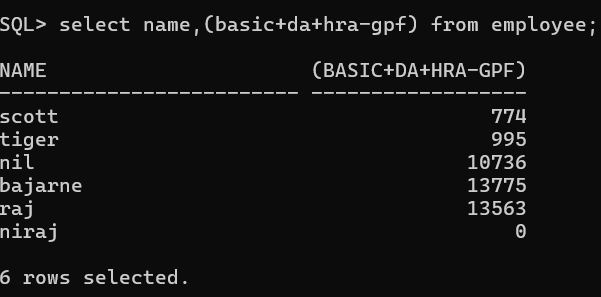 SQL> select name,(basic+da+hra-gpf) from employee;
NAME                      (BASIC+DA+HRA-GPF)
------------------------- ------------------
scott                                    774
tiger                                    995
nil                                    10736
bajarne                                13775
raj                                    13563
niraj                                      0
6 rows selected.